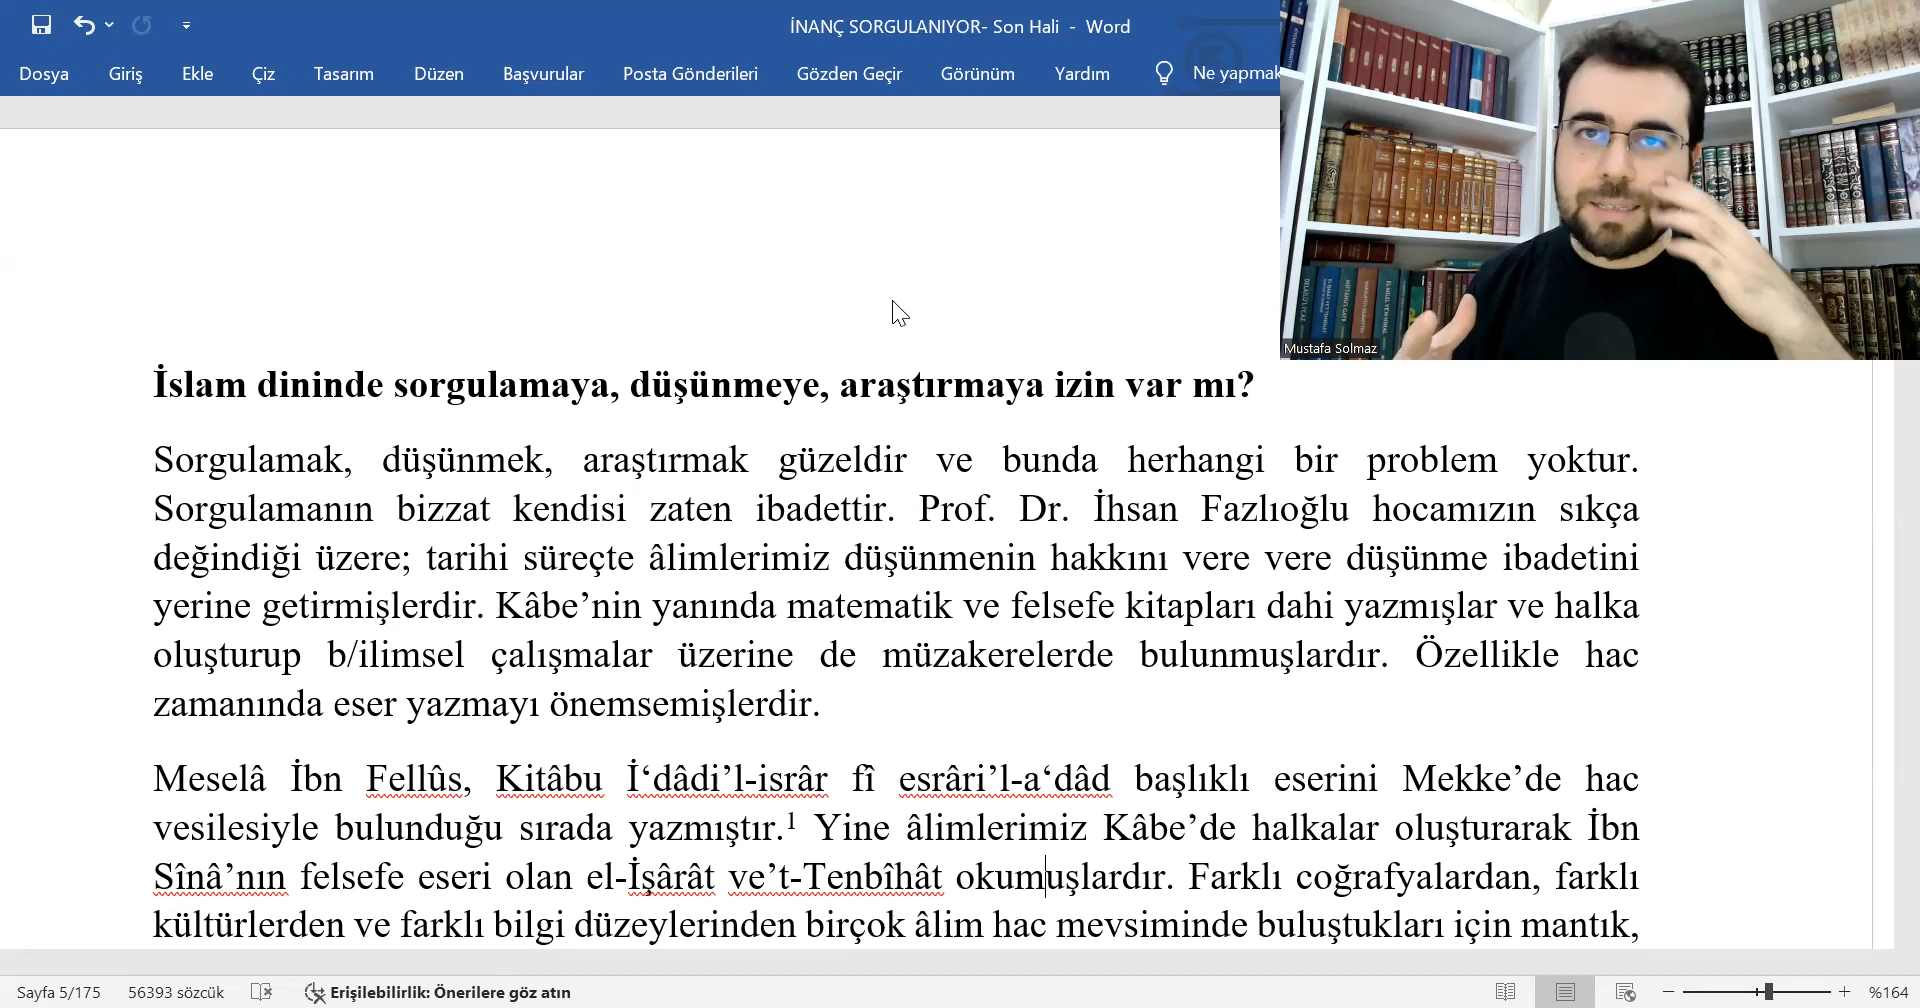 İNANÇ SORGULANIYOR- Son Hali - Word
Dosya Giriş Ekle Çiz Tasarım Düzen Başvurular Posta Gönderileri Gözden Geçir Görünüm Yardım Ne yapmak
Mustafa Solmaz
İslam dininde sorgulamaya, düşünmeye, araştırmaya izin var mı?
Sorgulamak, düşünmek, araştırmak güzeldir ve bunda herhangi bir problem yoktur.
Sorgulamanın bizzat kendisi zaten ibadettir. Prof. Dr. İhsan Fazlıoğlu hocamızın sıkça
değindiği üzere; tarihi süreçte âlimlerimiz düşünmenin hakkını vere vere düşünme ibadetini
yerine getirmişlerdir. Kâbe’nin yanında matematik ve felsefe kitapları dahi yazmışlar ve halka
oluşturup b/ilimsel çalışmalar üzerine de müzakerelerde bulunmuşlardır. Özellikle hac
zamanında eser yazmayı önemsemişlerdir.
Meselâ İbn Fellûs, Kitâbu İ‘dâdi’l-isrâr fî esrâri’l-a‘dâd başlıklı eserini Mekke’de hac
vesilesiyle bulunduğu sırada yazmıştır.¹ Yine âlimlerimiz Kâbe’de halkalar oluşturarak İbn
Sînâ’nın felsefe eseri olan el-İşârât ve’t-Tenbîhât okumuşlardır. Farklı coğrafyalardan, farklı
kültürlerden ve farklı bilgi düzeylerinden birçok âlim hac mevsiminde buluştukları için mantık,
Sayfa 5/175 56393 sözcük Erişilebilirlik: Önerilere göz atın %164